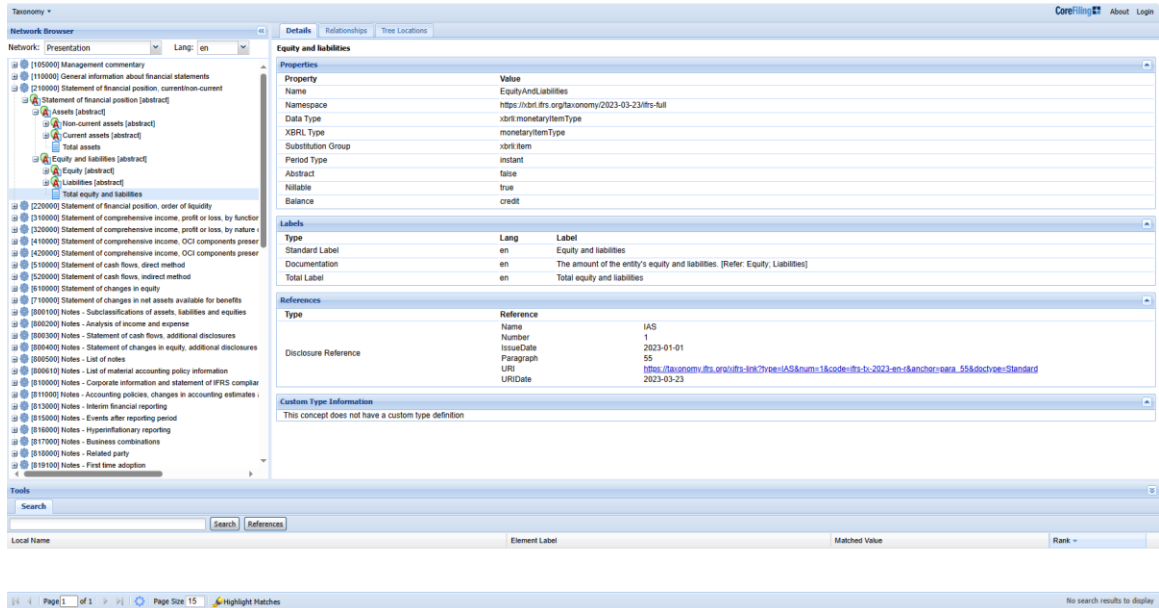 Taxonomy
CoreFiling About Login
Network Browser
Network: Presentation Lang: en
[105000] Management commentary
[110000] General information about financial statements
[210000] Statement of financial position, current/non-current
Statement of financial position [abstract]
Assets [abstract]
Non-current assets [abstract]
Current assets [abstract]
Total assets
Equity and liabilities [abstract]
Equity [abstract]
Liabilities [abstract]
Total equity and liabilities
[220000] Statement of financial position, order of liquidity
[310000] Statement of comprehensive income, profit or loss, by function
[320000] Statement of comprehensive income, profit or loss, by nature
[410000] Statement of comprehensive income, OCI components preser
[420000] Statement of comprehensive income, OCI components preser
[510000] Statement of cash flows, direct method
[520000] Statement of cash flows, indirect method
[610000] Statement of changes in equity
[710000] Statement of changes in net assets available for benefits
[800100] Notes - Subclassifications of assets, liabilities and equities
[800200] Notes - Analysis of income and expense
[800300] Notes - Statement of cash flows, additional disclosures
[800400] Notes - Statement of changes in equity, additional disclosures
[800500] Notes - List of notes
[800610] Notes - List of material accounting policy information
[810000] Notes - Corporate information and statement of IFRS compliar
[811000] Notes - Accounting policies, changes in accounting estimates
[813000] Notes - Interim financial reporting
[815000] Notes - Events after reporting period
[816000] Notes - Hyperinflationary reporting
[817000] Notes - Business combinations
[818000] Notes - Related party
[819100] Notes - First time adoption
Details Relationships Tree Locations
Equity and liabilities
Properties
Property Value
Name EquityAndLiabilities
Namespace https://xbrl.ifrs.org/taxonomy/2023-03-23/ifrs-full
Data Type xbrli:monetaryItemType
XBRL Type monetaryItemType
Substitution Group xbrli:item
Period Type instant
Abstract false
Nillable true
Balance credit
Labels
Type Lang Label
Standard Label en Equity and liabilities
Documentation en The amount of the entity's equity and liabilities. [Refer: Equity; Liabilities]
Total Label en Total equity and liabilities
References
Type Reference
Disclosure Reference
Name IAS
Number 1
IssueDate 2023-01-01
Paragraph 55
URI https://taxonomy.ifrs.org/xifrs-link?type=IAS&num=1&code=ifrs-tx-2023-en-r&anchor=para_55&doctype=Standard
URIDate 2023-03-23
Custom Type Information
This concept does not have a custom type definition
Tools
Search
Search References
Local Name Element Label Matched Value Rank
Page 1 of 1 Page Size 15 Highlight Matches No search results to display